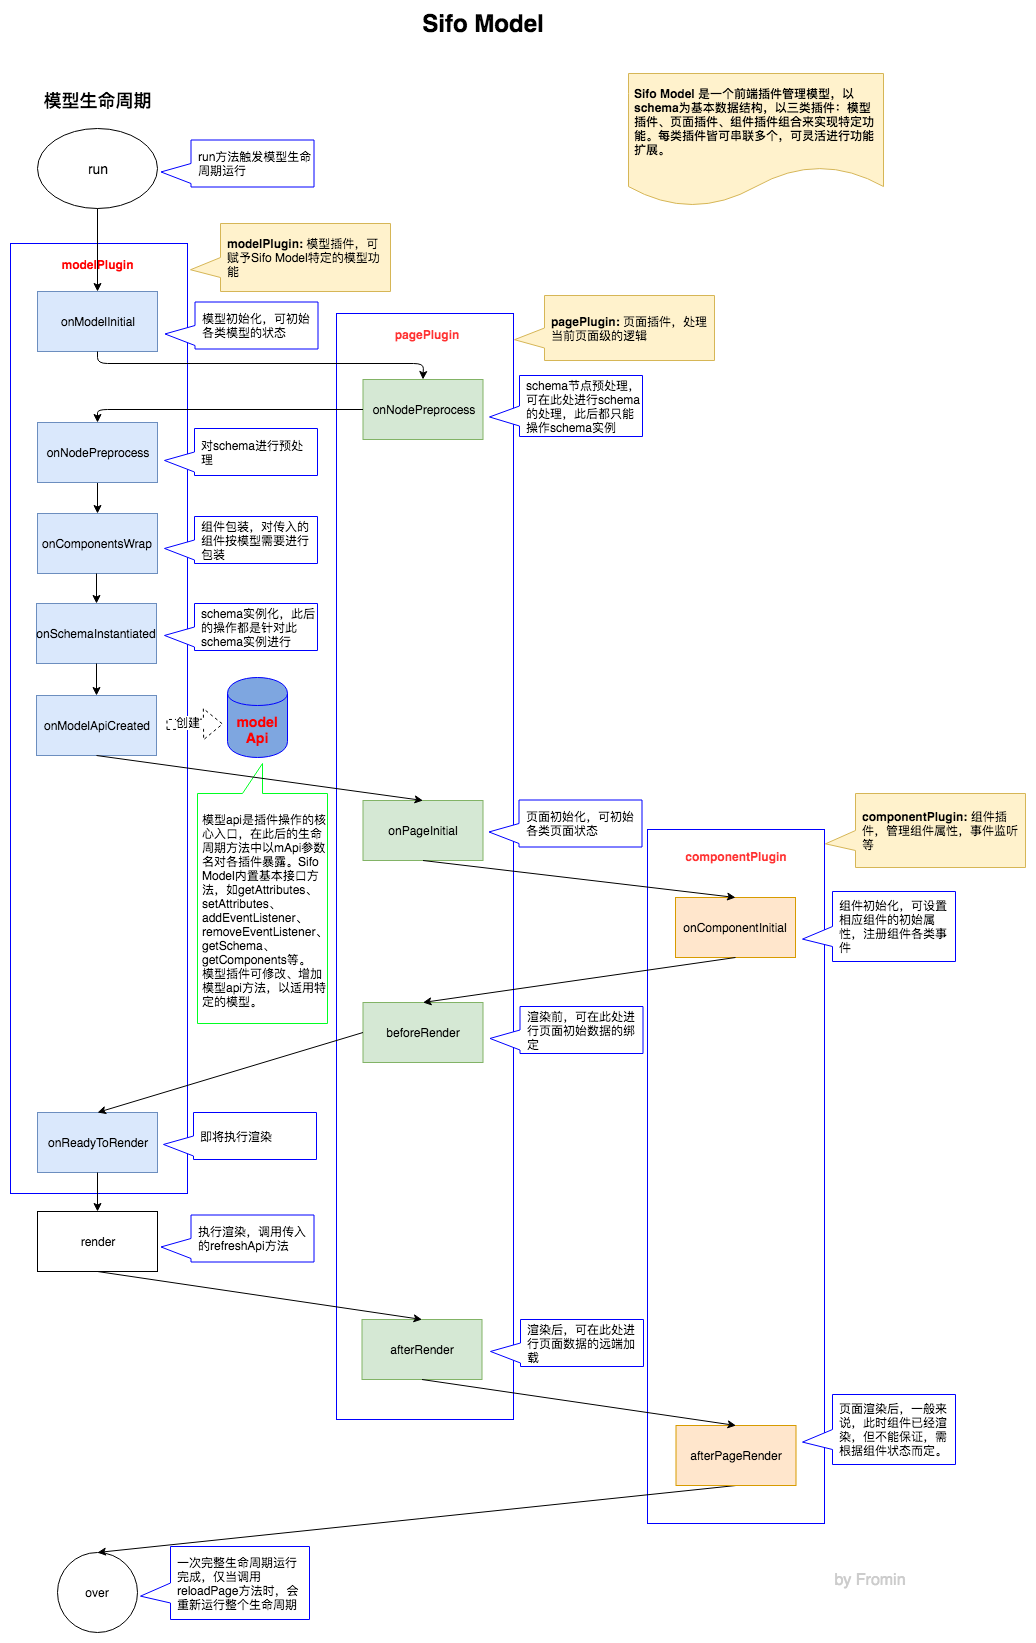 Sifo Model
模型生命周期
Sifo Model 是一个前端插件管理模型，以
schema为基本数据结构，以三类插件：模型
插件、页面插件、组件插件组合来实现特定功
能。每类插件皆可串联多个，可灵活进行功能
扩展。
run
run方法触发模型生命
周期运行
modelPlugin
modelPlugin: 模型插件，可
赋予Sifo Model特定的模型功
能
onModelInitial
模型初始化，可初始
各类模型的状态
pagePlugin
pagePlugin: 页面插件，处理
当前页面级的逻辑
onNodePreprocess
schema节点预处理，
可在此处进行schema
的处理，此后都只能
操作schema实例
onNodePreprocess
对schema进行预处
理
onComponentsWrap
组件包装，对传入的
组件按模型需要进行
包装
onSchemaInstantiated
schema实例化，此后
的操作都是针对此
schema实例进行
onModelApiCreated
创建
model
Api
模型api是插件操作的核
心入口，在此后的生命
周期方法中以mApi参数
名对各插件暴露。Sifo
Model内置基本接口方
法，如getAttributes、
setAttributes、
addEventListener、
removeEventListener、
getSchema、
getComponents等。
模型插件可修改、增加
模型api方法，以适用特
定的模型。
onPageInitial
页面初始化，可初始
各类页面状态
componentPlugin
componentPlugin: 组件插
件，管理组件属性，事件监听
等
onComponentInitial
组件初始化，可设置
相应组件的初始属
性，注册组件各类事
件
beforeRender
渲染前，可在此处进
行页面初始数据的绑
定
onReadyToRender
即将执行渲染
render
执行渲染，调用传入
的refreshApi方法
afterRender
渲染后，可在此处进
行页面数据的远端加
载
afterPageRender
页面渲染后，一般来
说，此时组件已经渲
染，但不能保证，需
根据组件状态而定。
over
一次完整生命周期运行
完成，仅当调用
reloadPage方法时，会
重新运行整个生命周期
by Fromin